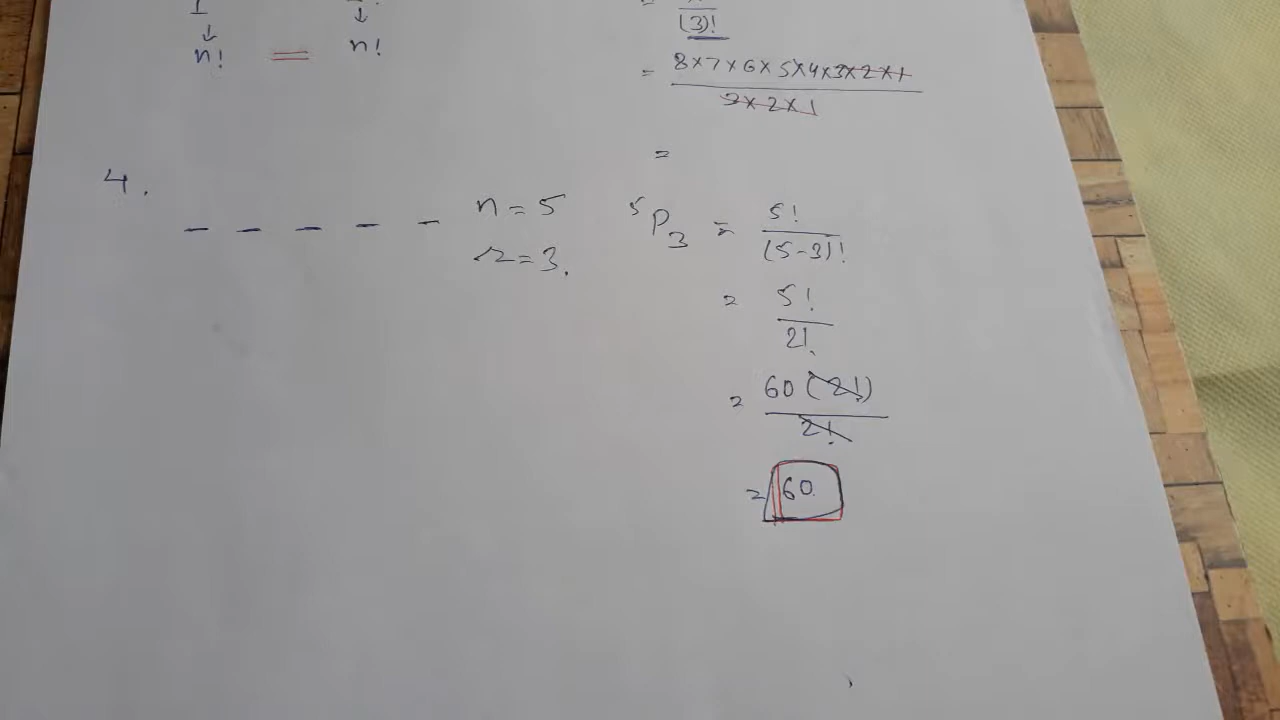 n! = n!
(3)!
= 8×7×6×5×4×3×2×1
3×2×1
=
4.
n = 5
r = 3.
⁵P₃ = 5!
(5-3)!
= 5!
2!
= 60 (2!)
2!
= 60